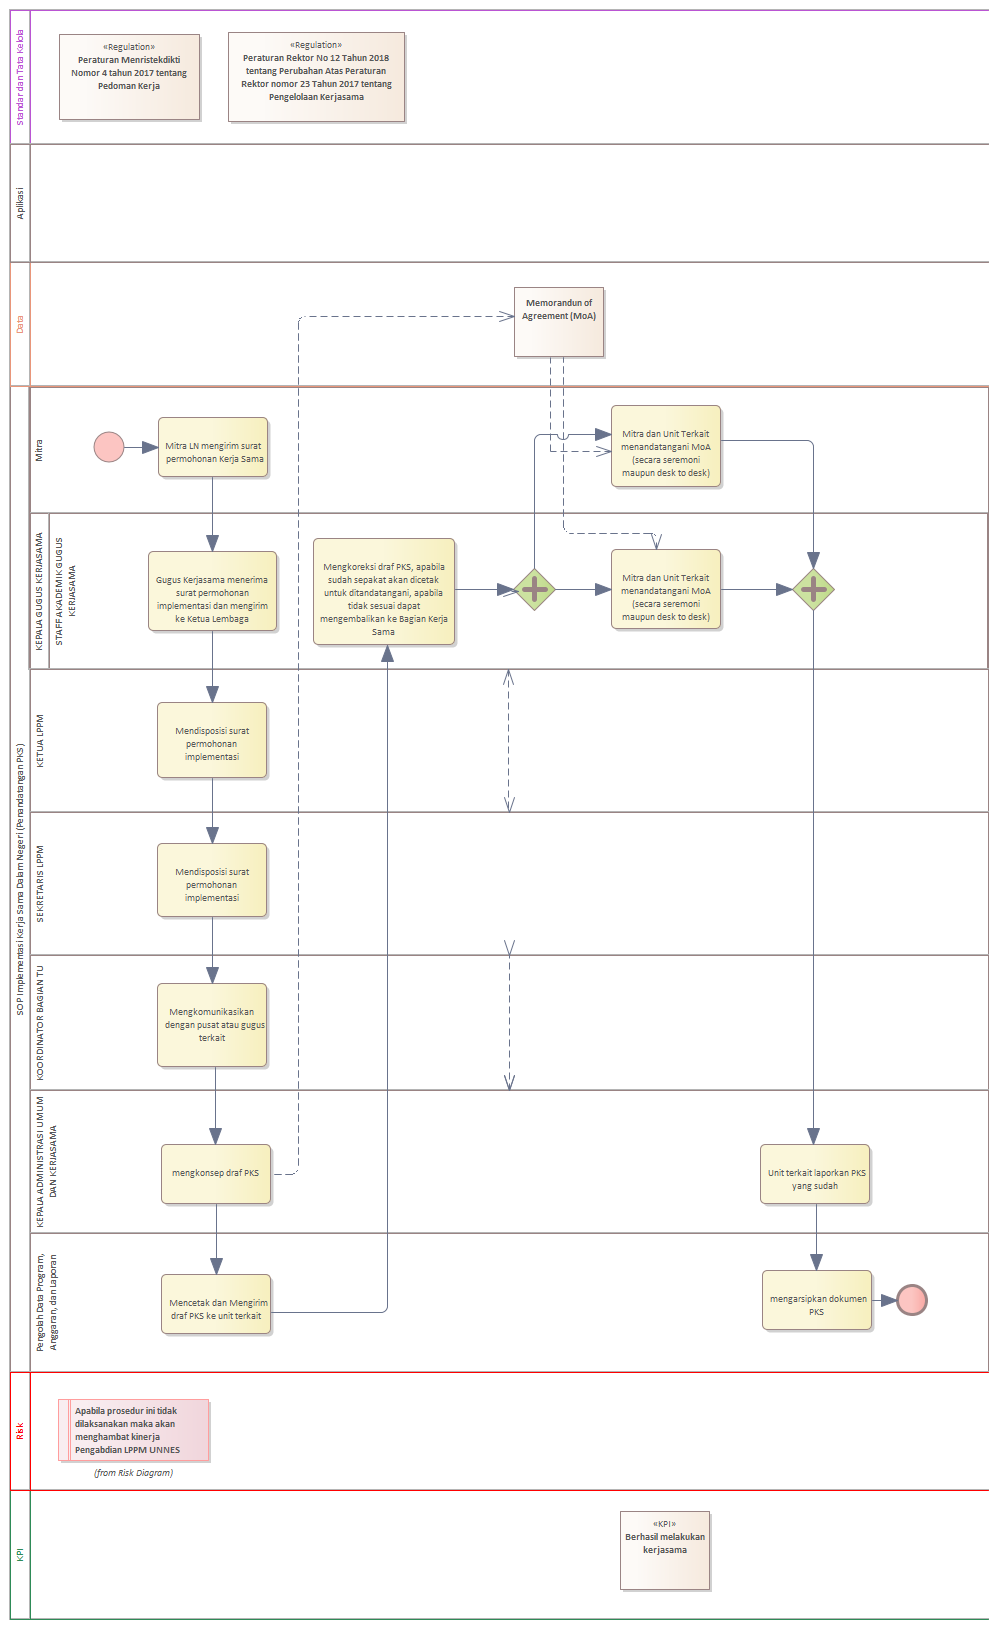 Standar dan Tata Kelola
«Regulation»
Peraturan Menristekdikti
Nomor 4 tahun 2017 tentang
Pedoman Kerja
«Regulation»
Peraturan Rektor No 12 Tahun 2018
tentang Perubahan Atas Peraturan
Rektor nomor 23 Tahun 2017 tentang
Pengelolaan Kerjasama
Aplikasi
Data
Memorandun of
Agreement (MoA)
SOP Implementasi Kerja Sama Dalam Negeri (Penandatangan PKS)
Mitra
Mitra LN mengirim surat
permohonan Kerja Sama
Mitra dan Unit Terkait
menandatangani MoA
(secara seremoni
maupun desk to desk)
KEPALA GUGUS KERJASAMA
STAFF AKADEMIK GUGUS
KERJASAMA
Gugus Kerjasama menerima
surat permohonan
implementasi dan mengirim
ke Ketua Lembaga
Mengkoreksi draf PKS, apabila
sudah sepakat akan dicetak
untuk ditandatangani, apabila
tidak sesuai dapat
mengembalikan ke Bagian Kerja
Sama
Mitra dan Unit Terkait
menandatangani MoA
(secara seremoni
maupun desk to desk)
KETUA LPPM
Mendisposisi surat
permohonan
implementasi
SEKRETARIS LPPM
Mendisposisi surat
permohonan
implementasi
KOORDINATOR BAGIAN TU
Mengkomunikasikan
dengan pusat atau gugus
terkait
KEPALA ADMINISTRASI UMUM
DAN KERJASAMA
mengkonsep draf PKS
Unit terkait laporkan PKS
yang sudah
Pengolah Data Program,
Anggaran, dan Laporan
Mencetak dan Mengirim
draf PKS ke unit terkait
mengarsipkan dokumen
PKS
Risk
Apabila prosedur ini tidak
dilaksanakan maka akan
menghambat kinerja
Pengabdian LPPM UNNES
(from Risk Diagram)
KPI
«KPI»
Berhasil melakukan
kerjasama